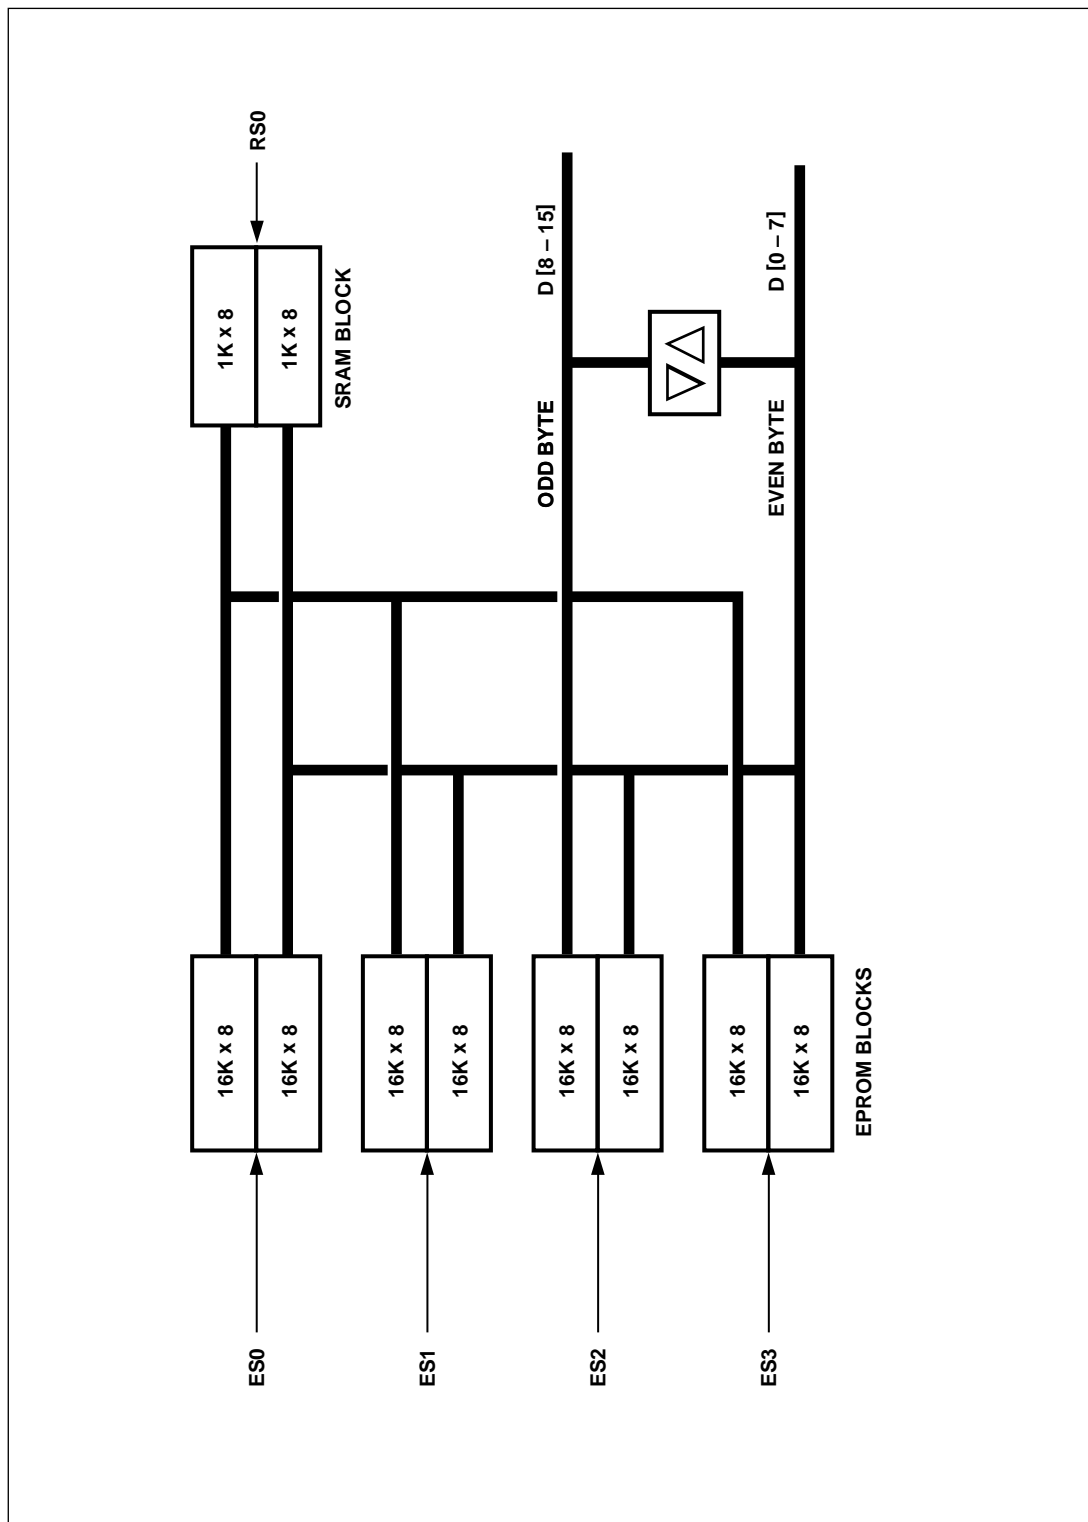 16K x 8
1K x 8
ES0
RS0
16K x 8
1K x 8
SRAM BLOCK
16K x 8
ES1
16K x 8
ODD BYTE
D [8 – 15]
16K x 8
ES2
16K x 8
16K x 8
ES3
EVEN BYTE
D [0 – 7]
16K x 8
EPROM BLOCKS